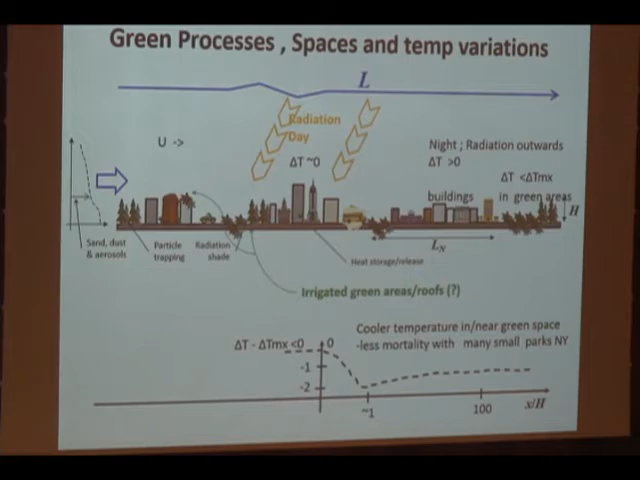 Green Processes , Spaces and temp variations
L
Radiation
Day
U ->
ΔT ~0
Night ; Radiation outwards
ΔT >0
ΔT <ΔTmx
buildings
in green areas
H
Sand, dust
& aerosols
Particle
trapping
Radiation
shade
Heat storage/release
L_N
Irrigated green areas/roofs (?)
Cooler temperature in/near green space
-less mortality with many small parks NY
ΔT - ΔTmx <0
0
-1
-2
~1
100
x/H